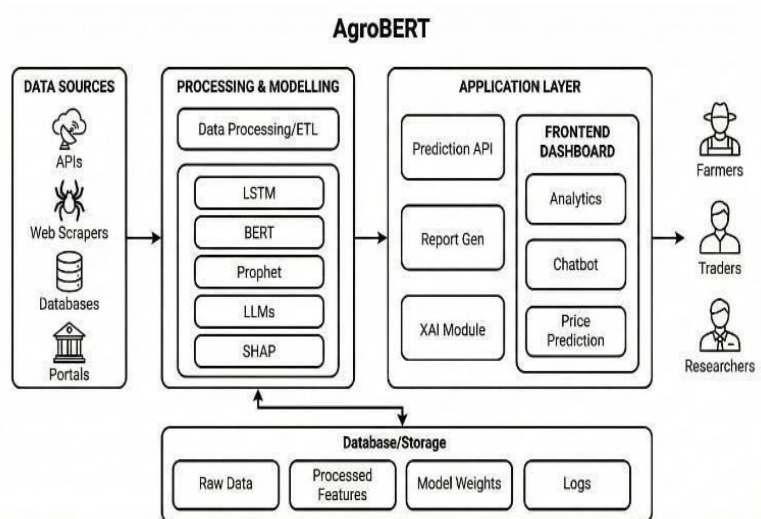 AgroBERT
DATA SOURCES
APIs
Web Scrapers
Databases
Portals
PROCESSING & MODELLING
Data Processing/ETL
LSTM
BERT
Prophet
LLMs
SHAP
APPLICATION LAYER
Prediction API
Report Gen
XAI Module
FRONTEND
DASHBOARD
Analytics
Chatbot
Price
Prediction
Farmers
Traders
Researchers
Database/Storage
Raw Data
Processed
Features
Model Weights
Logs